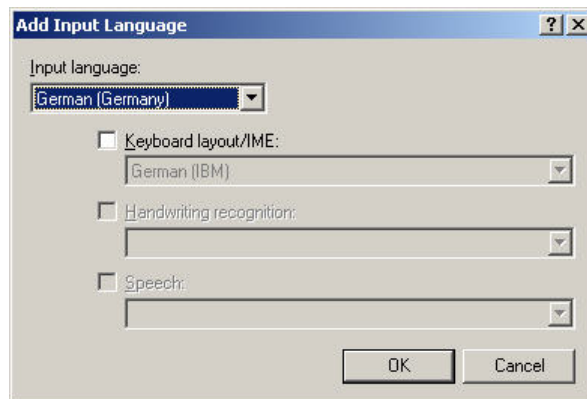 Add Input Language
Input language:
German (Germany)
Keyboard layout/IME:
German (IBM)
Handwriting recognition:
Speech:
OK Cancel